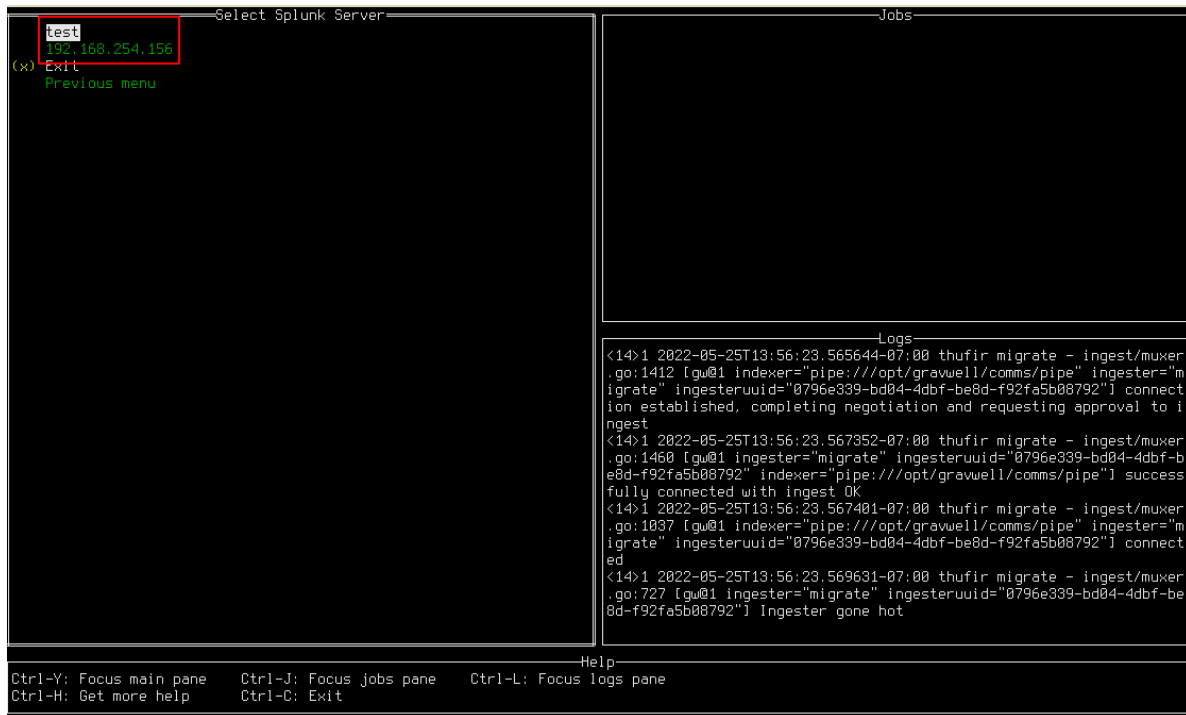 Select Splunk Server
test
192.168.254.156
(x) Exit
Previous menu
Jobs
Logs
<14>1 2022-05-25T13:56:23.565644-07:00 thufir migrate - ingest/muxer
.go:1412 [gw@1 indexer="pipe:///opt/gravwell/comms/pipe" ingester="m
igrate" ingesteruuid="0796e339-bd04-4dbf-be8d-f92fa5b08792"] connect
ion established, completing negotiation and requesting approval to i
ngest
<14>1 2022-05-25T13:56:23.567352-07:00 thufir migrate - ingest/muxer
.go:1460 [gw@1 ingester="migrate" ingesteruuid="0796e339-bd04-4dbf-b
e8d-f92fa5b08792" indexer="pipe:///opt/gravwell/comms/pipe"] success
fully connected with ingest OK
<14>1 2022-05-25T13:56:23.567401-07:00 thufir migrate - ingest/muxer
.go:1037 [gw@1 indexer="pipe:///opt/gravwell/comms/pipe" ingester="m
igrate" ingesteruuid="0796e339-bd04-4dbf-be8d-f92fa5b08792"] connect
ed
<14>1 2022-05-25T13:56:23.569631-07:00 thufir migrate - ingest/muxer
.go:727 [gw@1 ingester="migrate" ingesteruuid="0796e339-bd04-4dbf-be
8d-f92fa5b08792"] Ingester gone hot
Help
Ctrl-Y: Focus main pane Ctrl-J: Focus jobs pane Ctrl-L: Focus logs pane
Ctrl-H: Get more help Ctrl-C: Exit